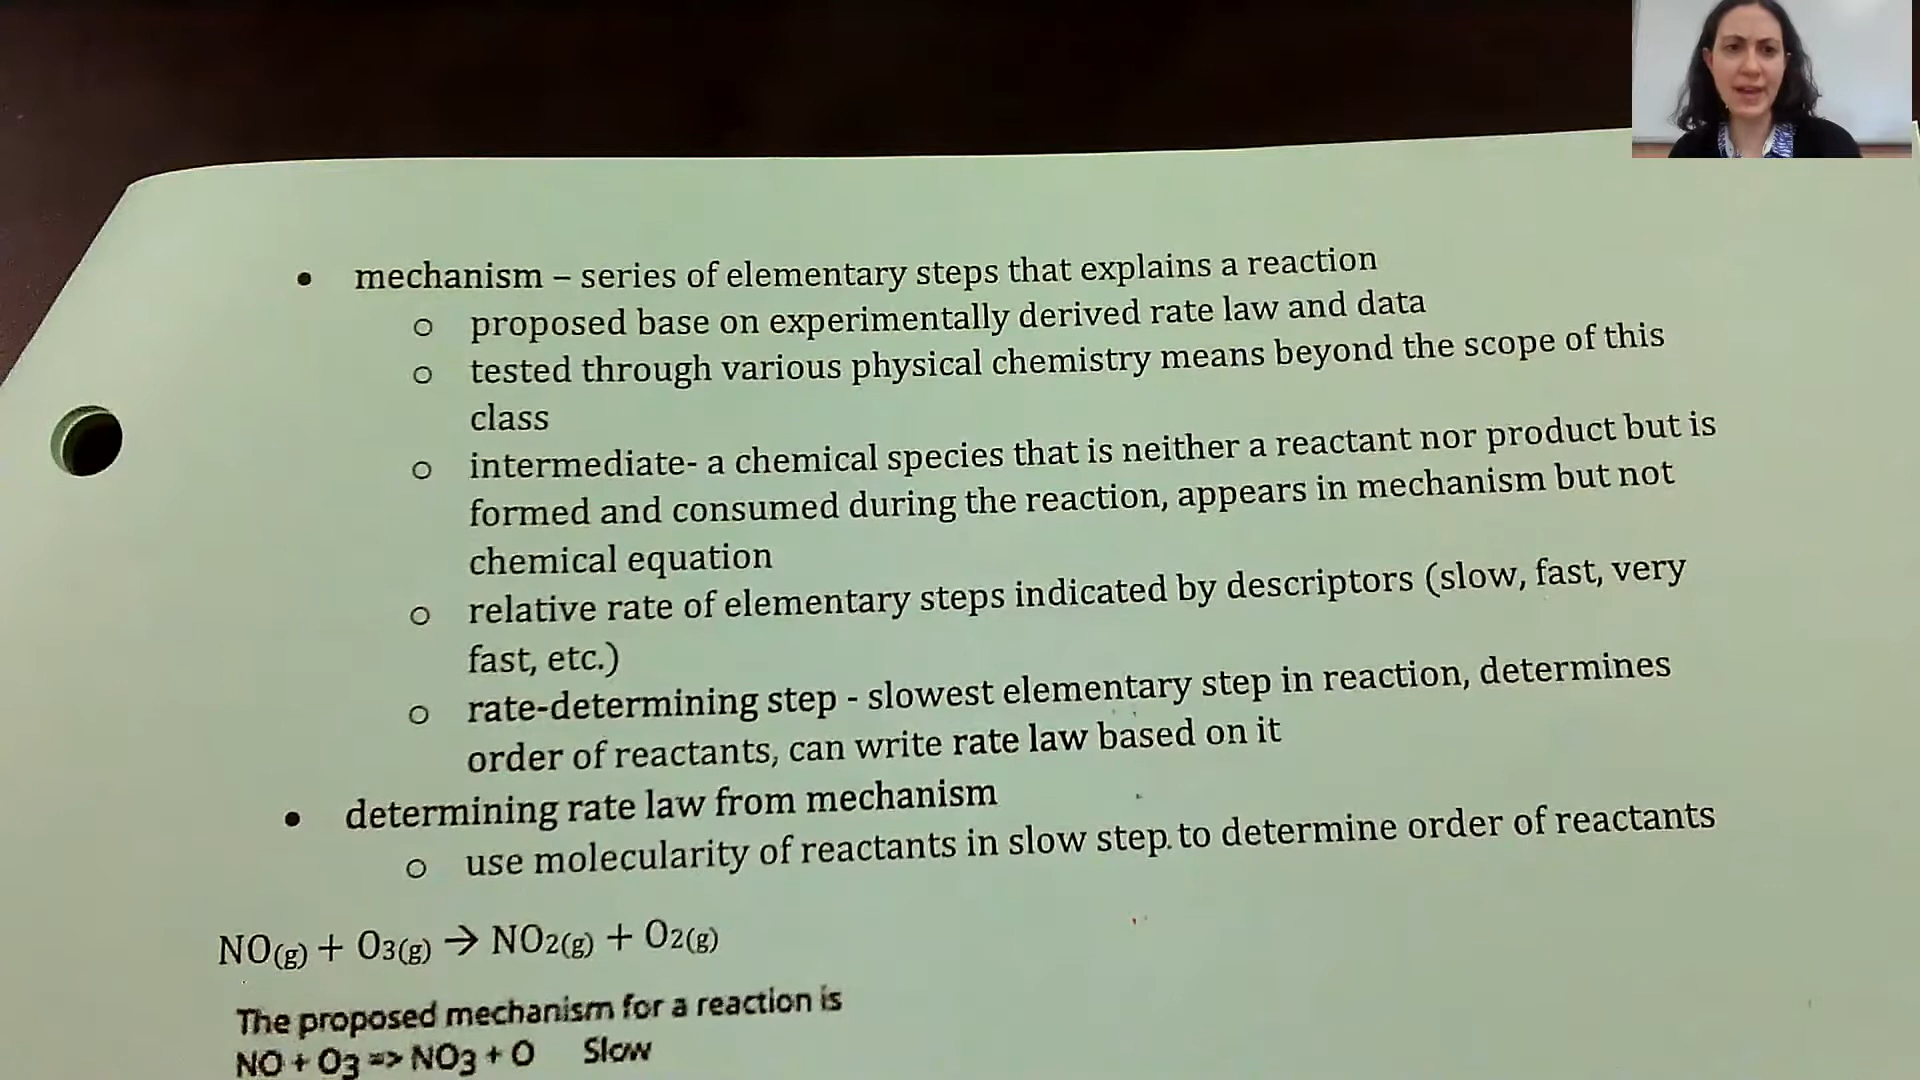 • mechanism – series of elementary steps that explains a reaction
o proposed base on experimentally derived rate law and data
o tested through various physical chemistry means beyond the scope of this
class
o intermediate- a chemical species that is neither a reactant nor product but is
formed and consumed during the reaction, appears in mechanism but not
chemical equation
o relative rate of elementary steps indicated by descriptors (slow, fast, very
fast, etc.)
o rate-determining step - slowest elementary step in reaction, determines
order of reactants, can write rate law based on it
• determining rate law from mechanism
o use molecularity of reactants in slow step to determine order of reactants
NO(g) + O3(g) → NO2(g) + O2(g)
The proposed mechanism for a reaction is
NO + O3 => NO3 + O Slow